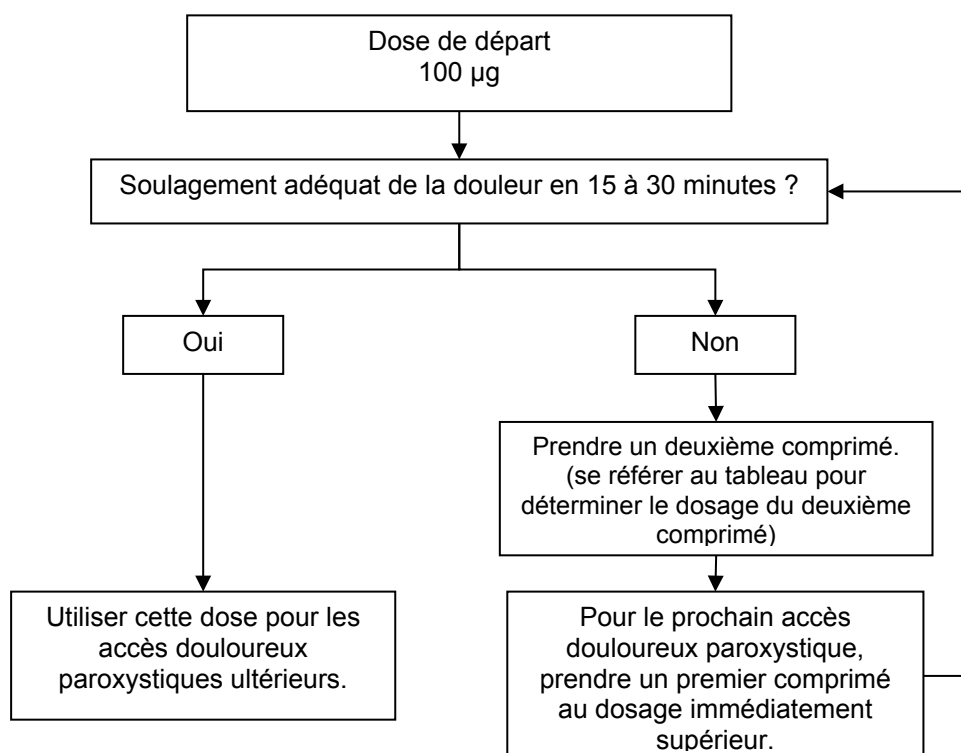 Dose de départ
100 µg
Soulagement adéquat de la douleur en 15 à 30 minutes ?
Oui
Non
Prendre un deuxième comprimé.
(se référer au tableau pour
déterminer le dosage du deuxième
comprimé)
Utiliser cette dose pour les
accès douloureux
paroxystiques ultérieurs.
Pour le prochain accès
douloureux paroxystique,
prendre un premier comprimé
au dosage immédiatement
supérieur.